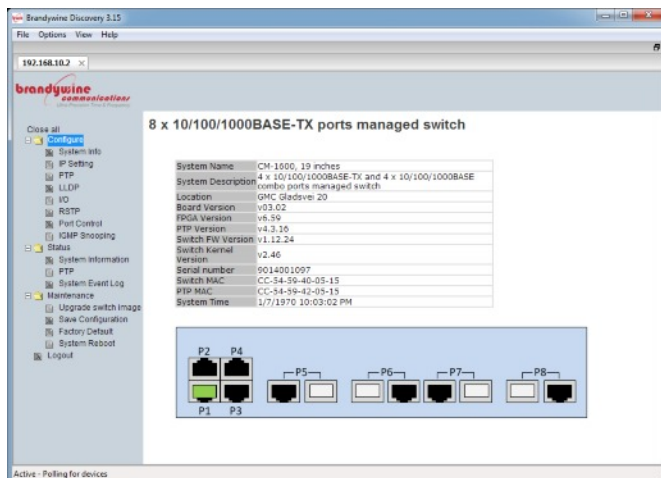 Brandywine Discovery 3.15
File Options View Help
192.168.10.2
brandywine
communications
8 x 10/100/1000BASE-TX ports managed switch
Close all
Configure
System Info
IP Setting
PTP
LLDP
I/O
RSTP
Port Control
IGMP Snooping
Status
System Information
PTP
System Event Log
Maintenance
Upgrade switch image
Save Configuration
Factory Default
System Reboot
Logout
System Name CM-1600, 19 inches
System Description 4 x 10/100/1000BASE-TX and 4 x 10/100/1000BASE combo ports managed switch
Location GMC Gladsvei 20
Board Version v03.02
FPGA Version v6.59
PTP Version v4.3.16
Switch FW Version v1.12.24
Switch Kernel Version v2.46
Serial number 9014001097
Switch MAC CC-54-59-40-05-15
PTP MAC CC-54-59-42-05-15
System Time 1/7/1970 10:03:02 PM
P2 P4
P5 P6 P7 P8
P1 P3
Active - Polling for devices